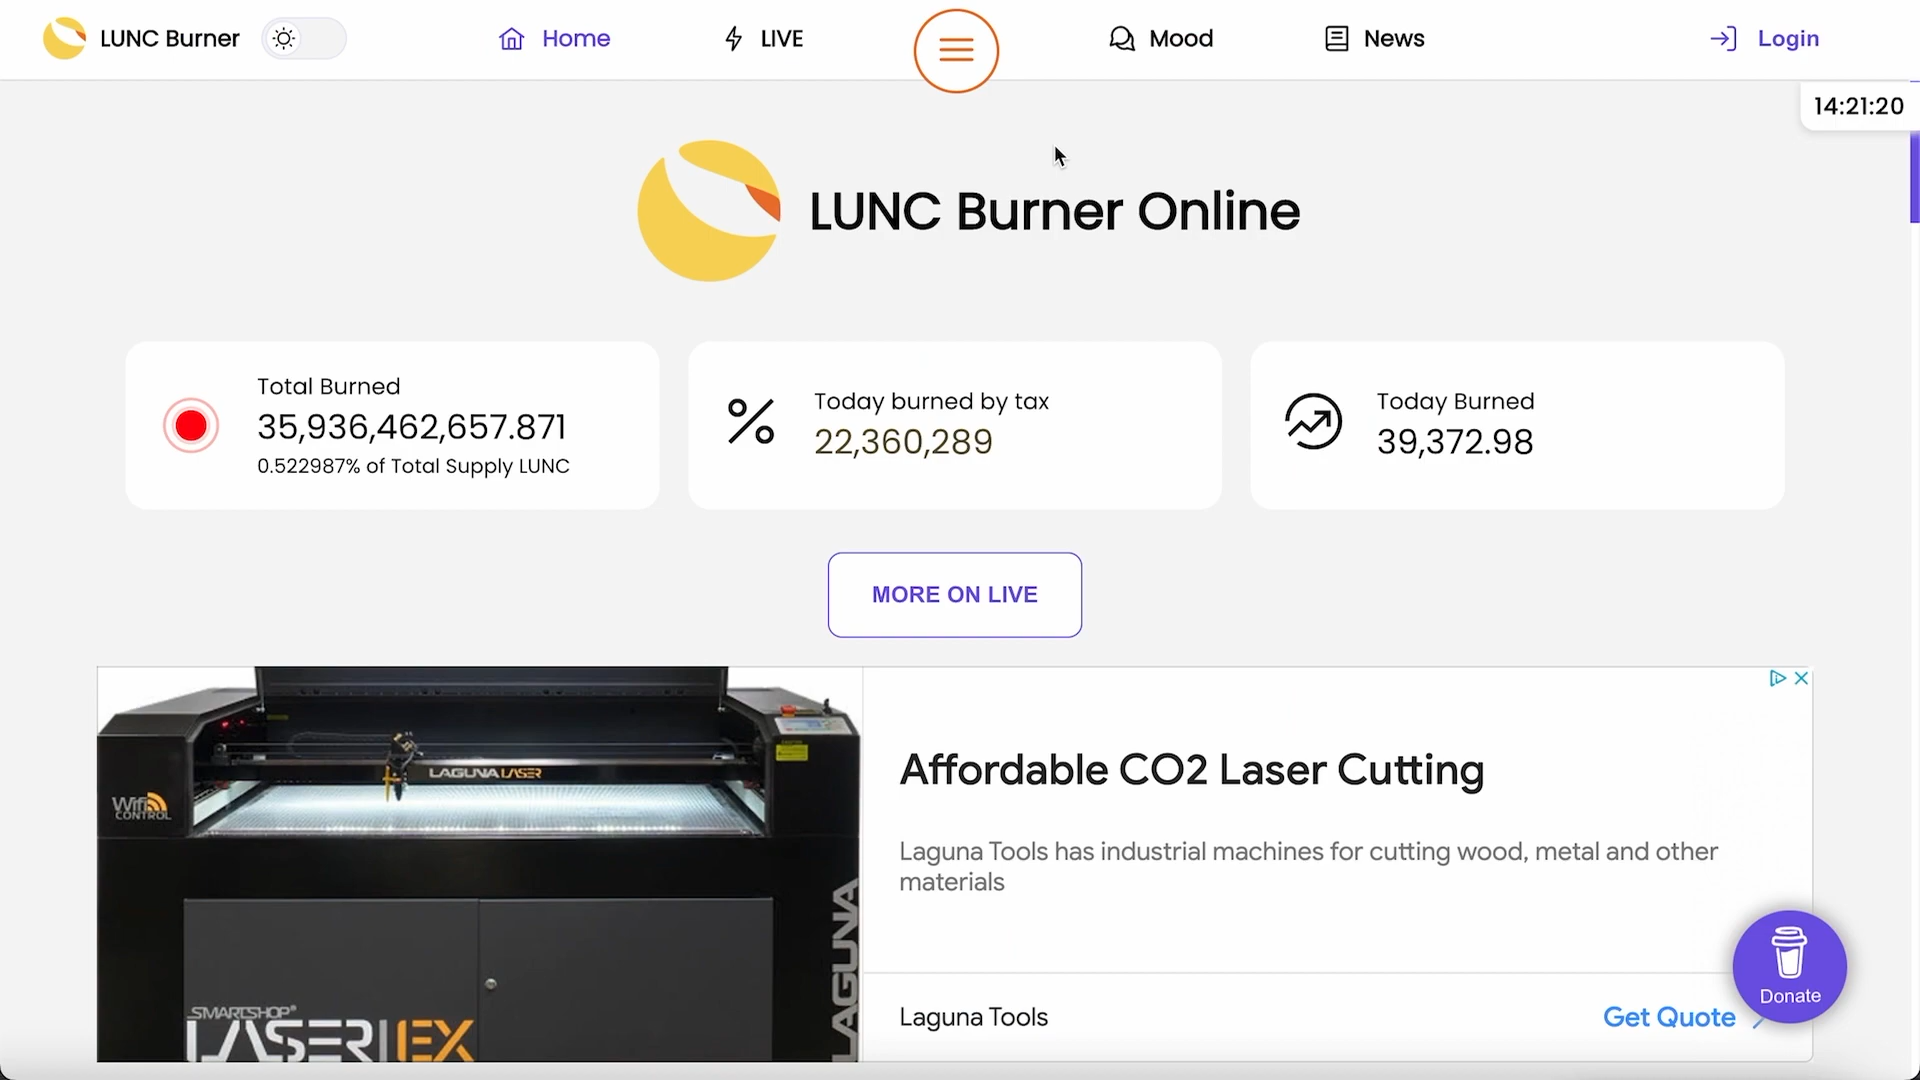 LUNC Burner
Home
LIVE
Mood
News
Login
14:21:20
LUNC Burner Online
Total Burned
35,936,462,657.871
0.522987% of Total Supply LUNC
Today burned by tax
22,360,289
Today Burned
39,372.98
MORE ON LIVE
LAGUNA LASER
Wifi
CONTROL
LAGUNA
SMARTSHOP®
LASER|EX
Affordable CO2 Laser Cutting
Laguna Tools has industrial machines for cutting wood, metal and other
materials
Laguna Tools
Get Quote
Donate